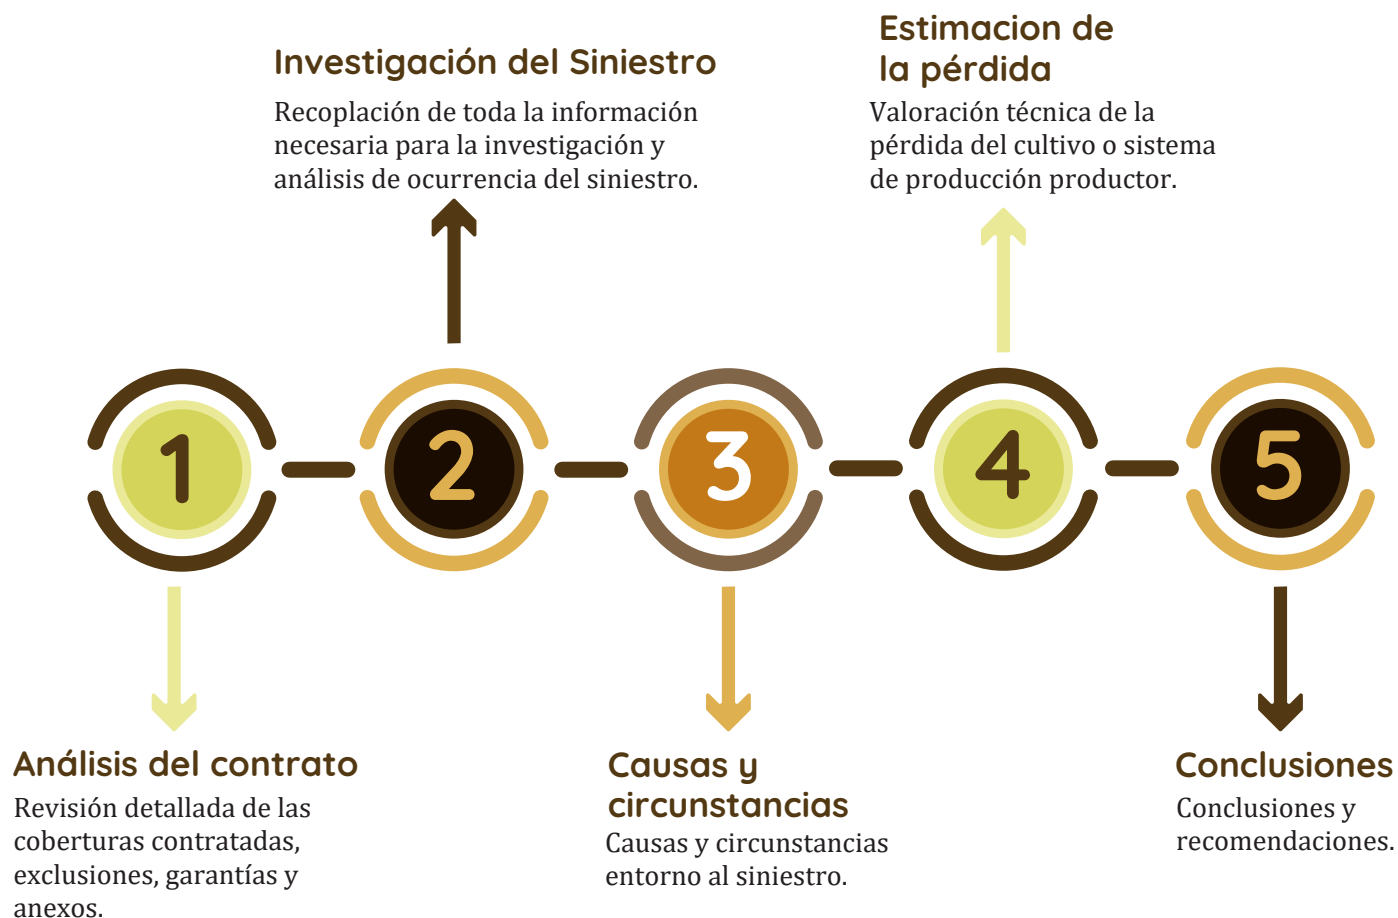 Investigación del Siniestro
Recoplación de toda la información
necesaria para la investigación y
análisis de ocurrencia del siniestro.
Estimacion de
la pérdida
Valoración técnica de la
pérdida del cultivo o sistema
de producción productor.
1
2
3
4
5
Análisis del contrato
Revisión detallada de las
coberturas contratadas,
exclusiones, garantías y
anexos.
Causas y
circunstancias
Causas y circunstancias
entorno al siniestro.
Conclusiones
Conclusiones y
recomendaciones.